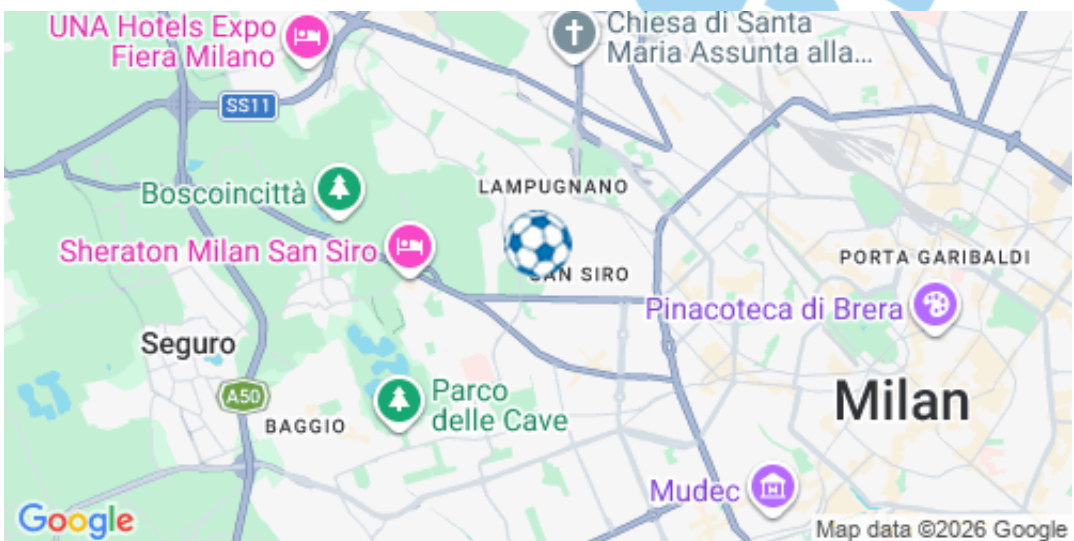 UNA Hotels Expo
Fiera Milano
Chiesa di Santa
Maria Assunta alla...
SS11
LAMPUGNANO
Boscoincittà
Sheraton Milan San Siro
SAN SIRO
PORTA GARIBALDI
Pinacoteca di Brera
Seguro
A50
Parco
delle Cave
Milan
BAGGIO
Mudec
Google
Map data ©2026 Google